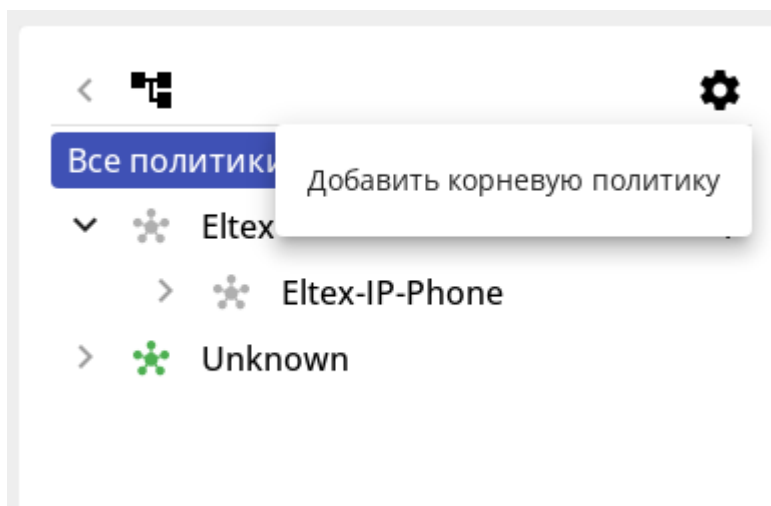 Все политики
Добавить корневую политику
Eltex
Eltex-IP-Phone
Unknown